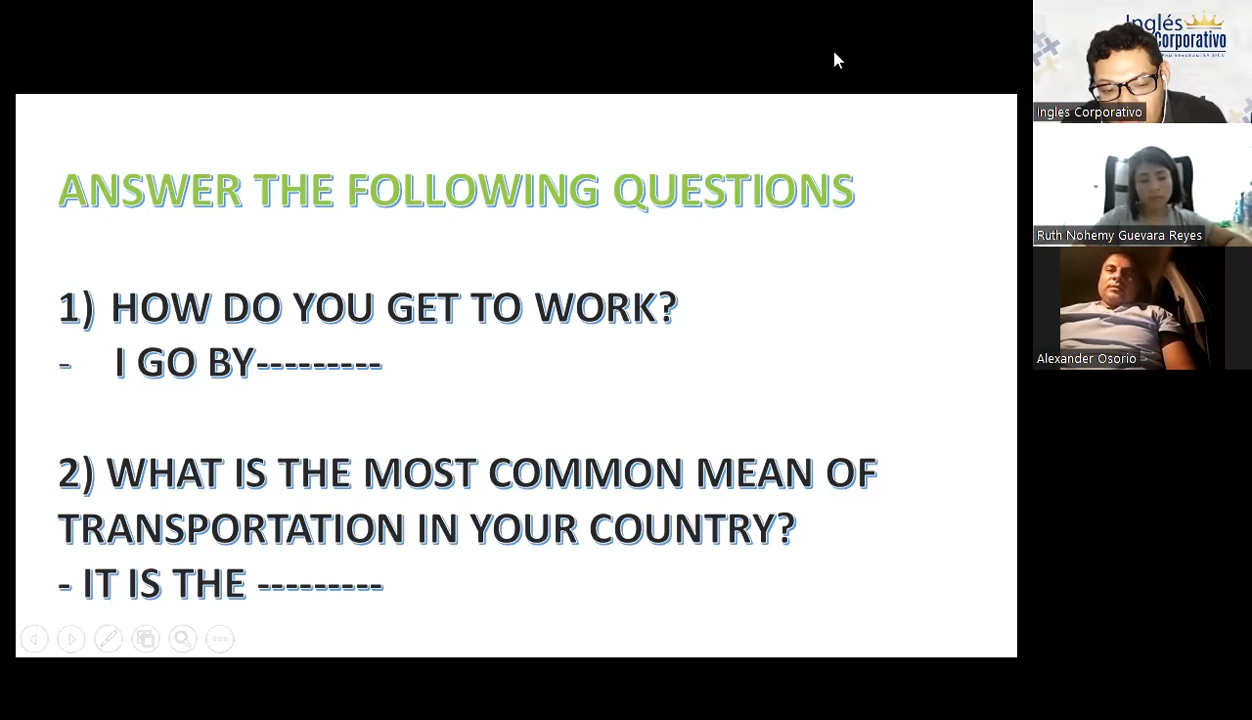 ANSWER THE FOLLOWING QUESTIONS
1) HOW DO YOU GET TO WORK?
- I GO BY---------
2) WHAT IS THE MOST COMMON MEAN OF
TRANSPORTATION IN YOUR COUNTRY?
- IT IS THE ---------
Inglés
Corporativo
Ingles Corporativo
Ruth Nohemy Guevara Reyes
Alexander Osorio